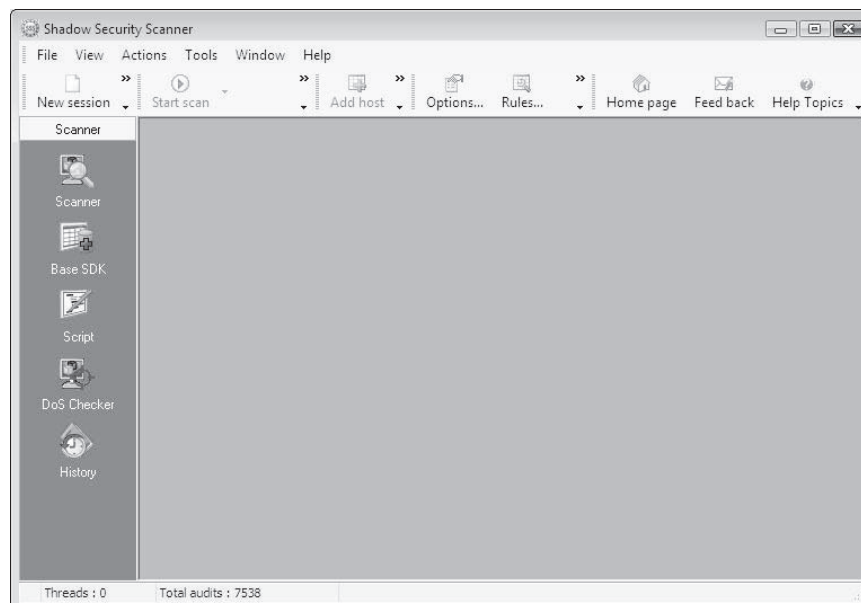 Shadow Security Scanner
File View Actions Tools Window Help
New session Start scan Add host Options... Rules... Home page Feed back Help Topics
Scanner
Scanner
Base SDK
Script
DoS Checker
History
Threads : 0 Total audits : 7538